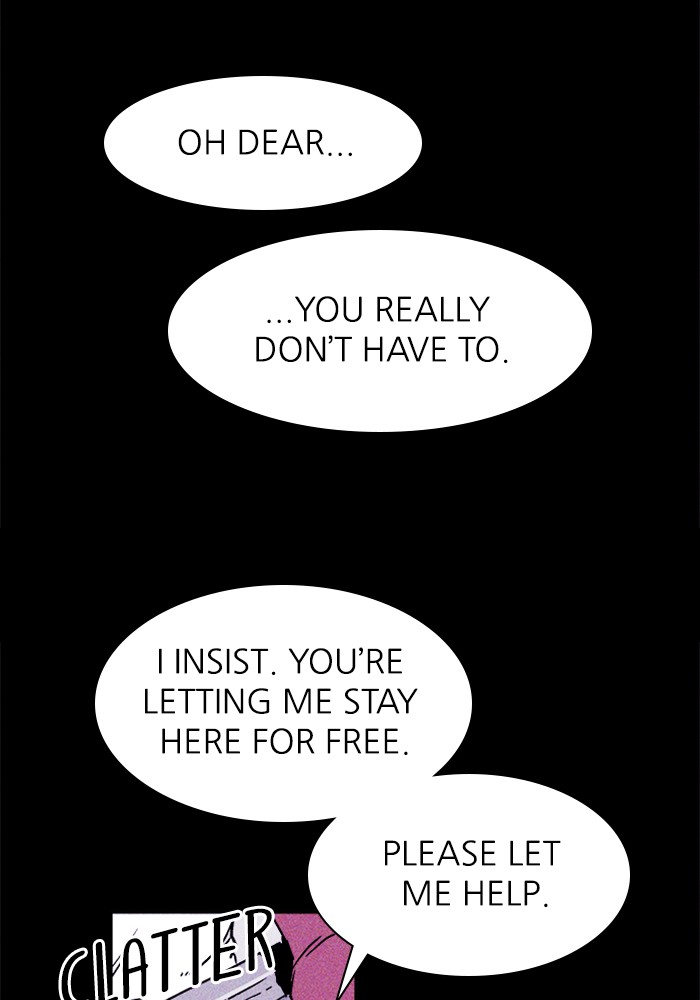 OH DEAR...
...YOU REALLY
DON'T HAVE TO.
I INSIST. YOU'RE
LETTING ME STAY
HERE FOR FREE.
PLEASE LET
ME HELP.
CLATTER